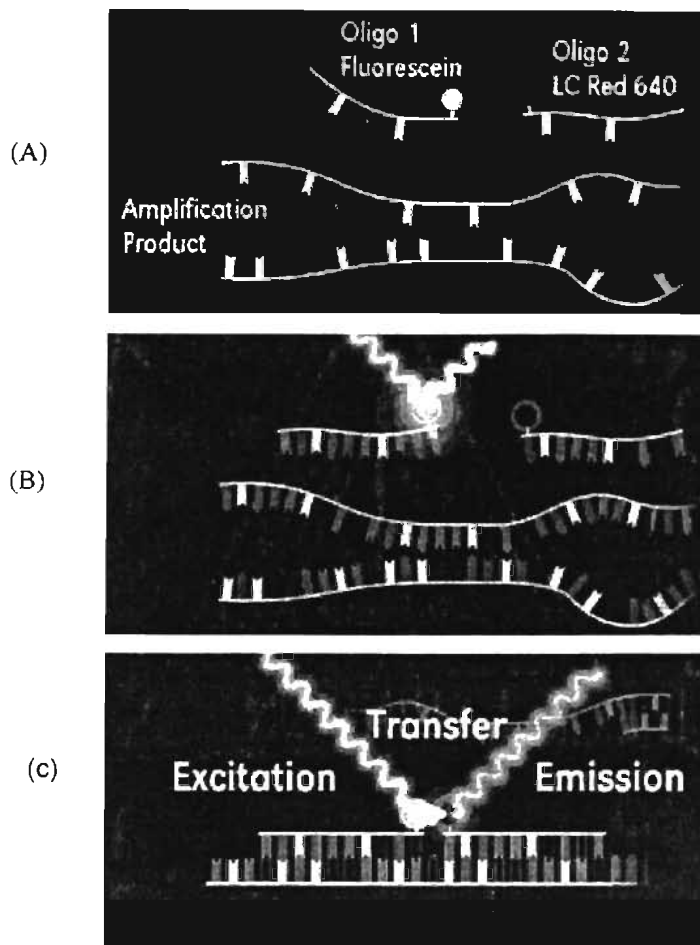 (A)
Oligo 1
Fluorescein
Oligo 2
LC Red 640
Amplification
Product
(B)
(c)
Transfer
Excitation
Emission